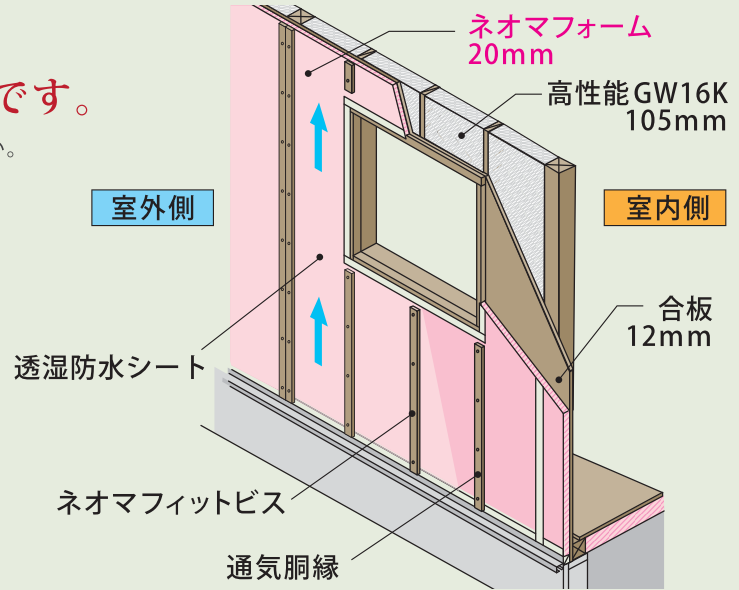 ネオマフォーム
20mm
です。
高性能GW16K
105mm
い。
室外側
室内側
合板
12mm
透湿防水シート
ネオマフィットビス
通気胴縁